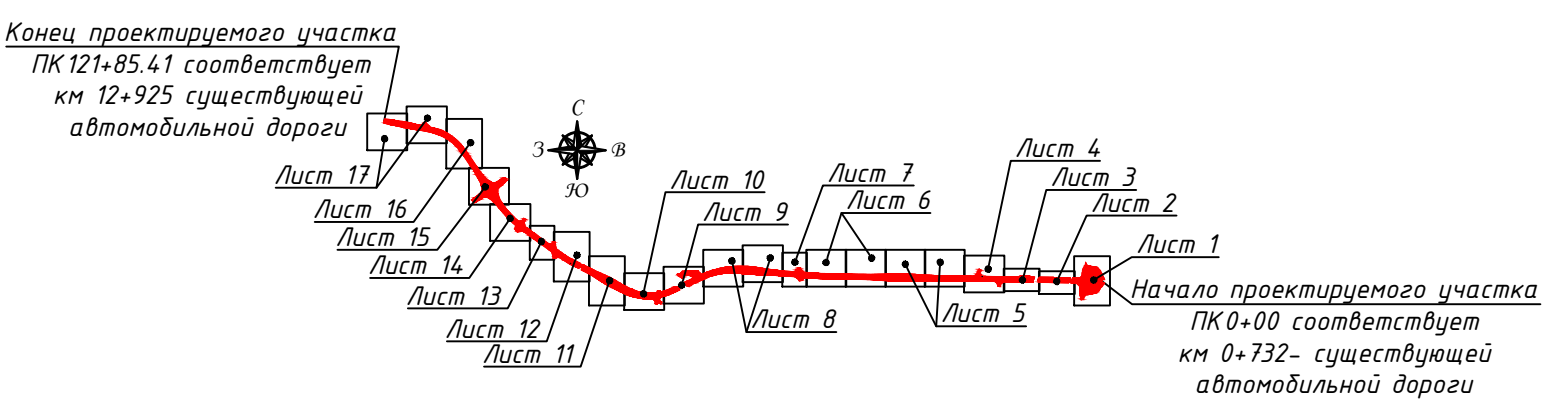 Конец проектируемого участка
ПК121+85.41 соответствует
км 12+925 существующей
автомобильной дороги
С
З
В
Ю
Лист 17
Лист 16
Лист 15
Лист 14
Лист 13
Лист 12
Лист 11
Лист 10
Лист 9
Лист 8
Лист 7
Лист 6
Лист 5
Лист 4
Лист 3
Лист 2
Лист 1
Начало проектируемого участка
ПК0+00 соответствует
км 0+732- существующей
автомобильной дороги